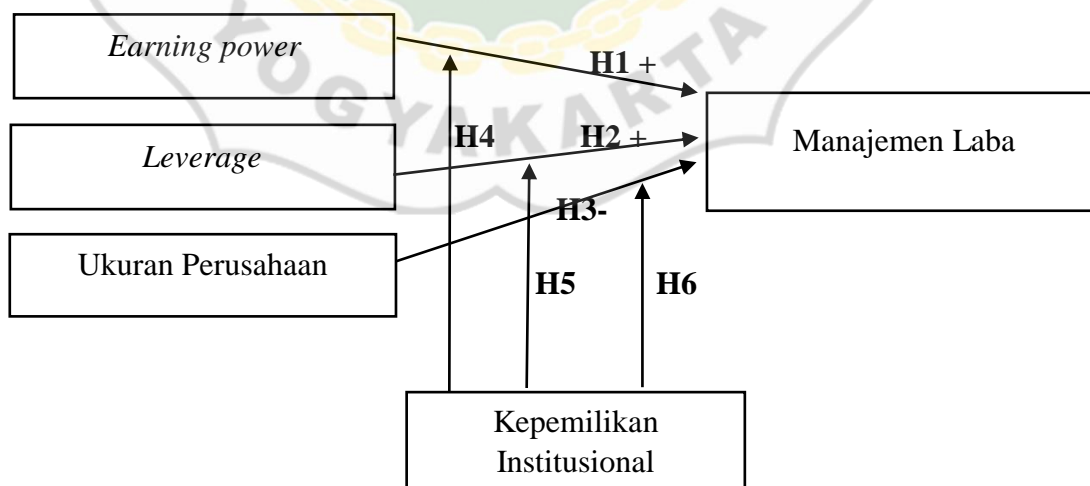 YOGYAKARTA
Earning power
H1 +
Manajemen Laba
H4
H2 +
Leverage
H3-
Ukuran Perusahaan
H5
H6
Kepemilikan
Institusional